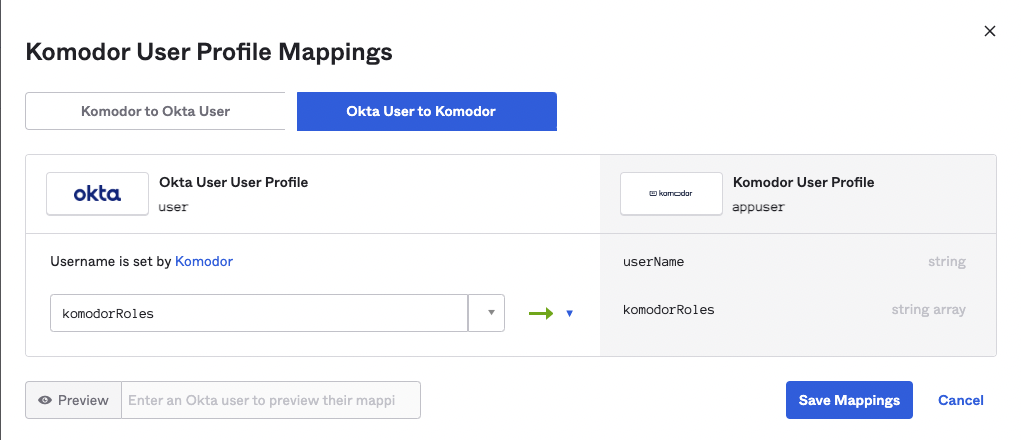 Komodor User Profile Mappings
Komodor to Okta User
Okta User to Komodor
okta
Okta User User Profile
user
komodor
Komodor User Profile
appuser
Username is set by Komodor
userName
string
komodorRoles
komodorRoles
string array
Preview
Enter an Okta user to preview their mappi
Save Mappings
Cancel